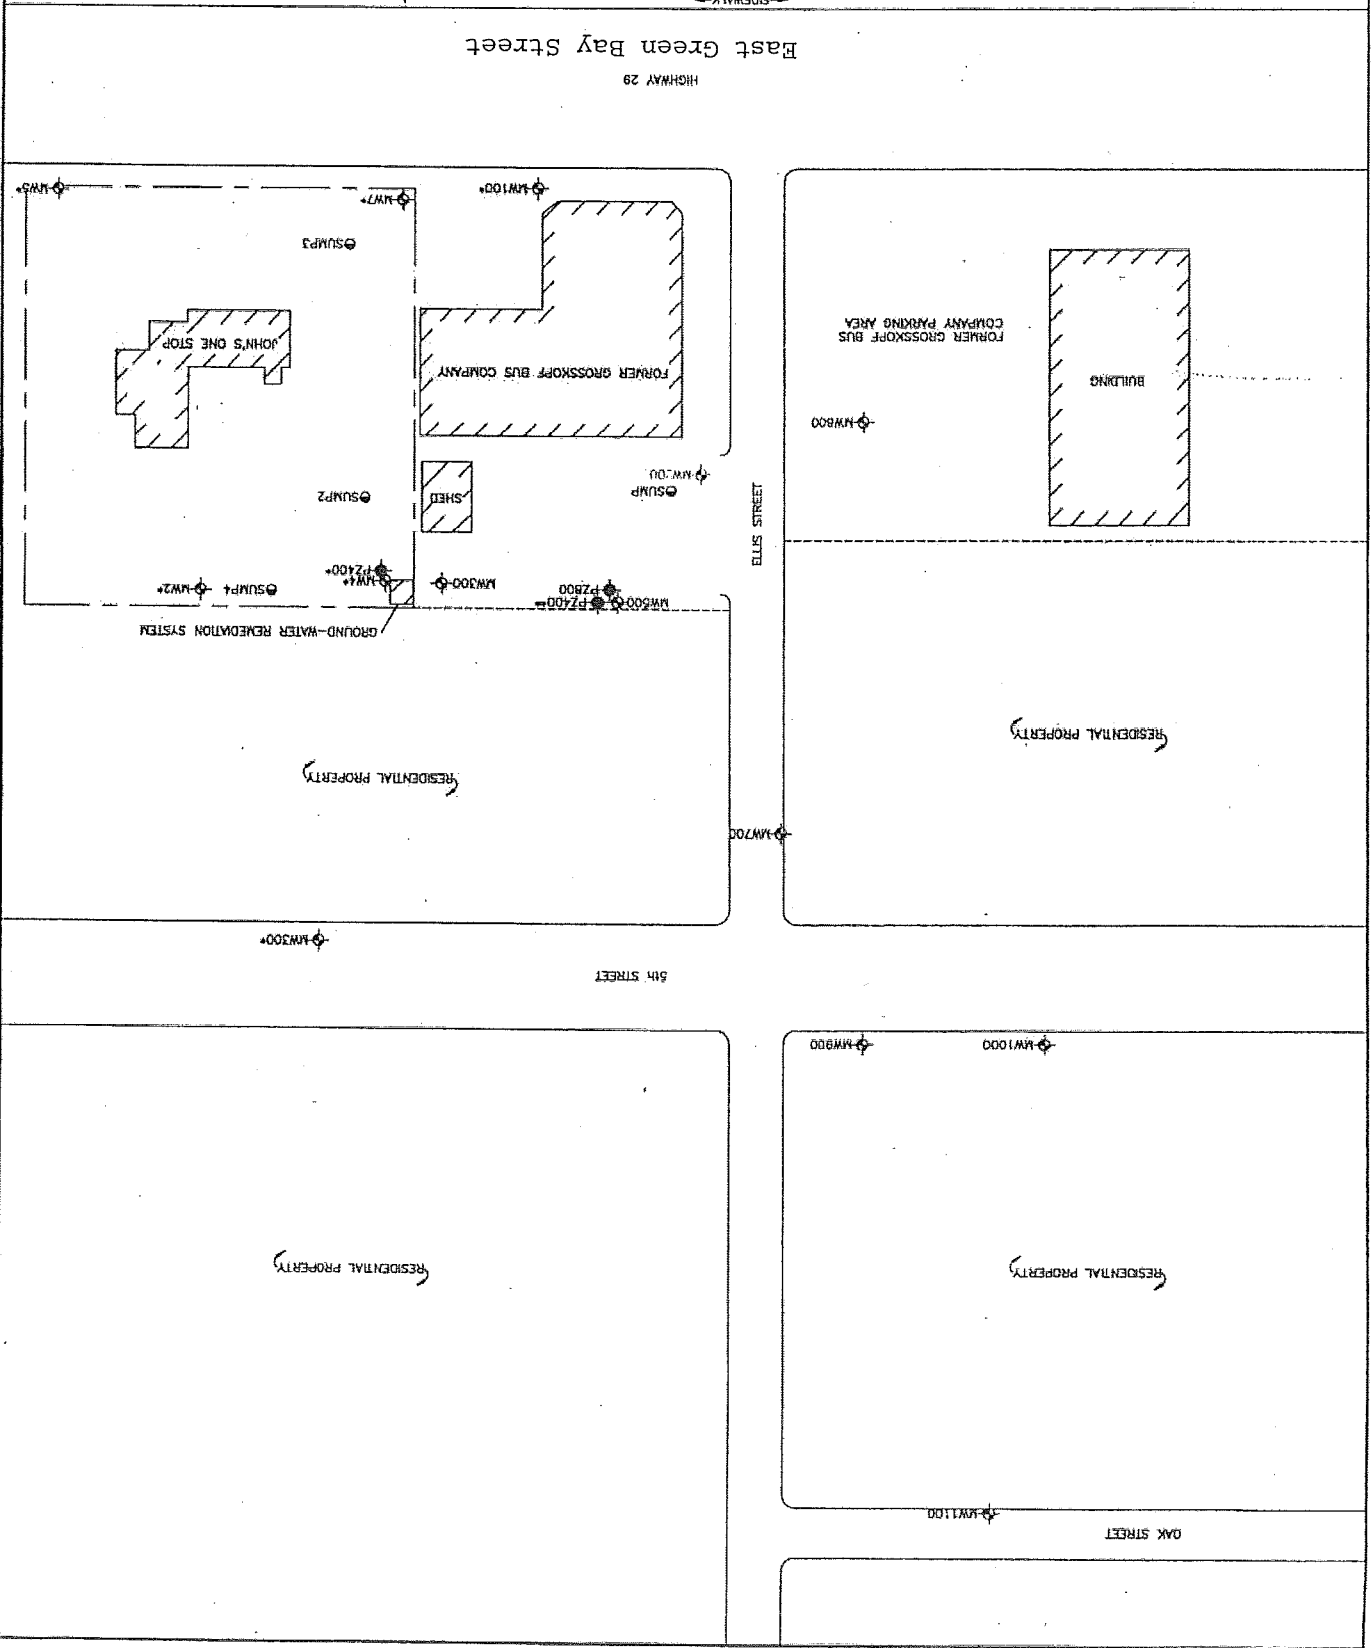 OAK STREET
MW1100
RESIDENTIAL PROPERTY
RESIDENTIAL PROPERTY
MW1000
MW900
5th STREET
MW300*
MW700
RESIDENTIAL PROPERTY
RESIDENTIAL PROPERTY
GROUND-WATER REMEDIATION SYSTEM
MW500
PZ400**
PZ800
MW300
MW4*
PZ400*
SUMP4
MW2*
ELLIS STREET
SUMP
SHED
SUMP2
MW800
BUILDING
FORMER GROSSKOPF BUS COMPANY
JOHN'S ONE STOP
FORMER GROSSKOPF BUS
COMPANY PARKING AREA
SUMP3
MW100*
MW7*
MW5*
HIGHWAY 29
East Green Bay Street
SIDEWALK